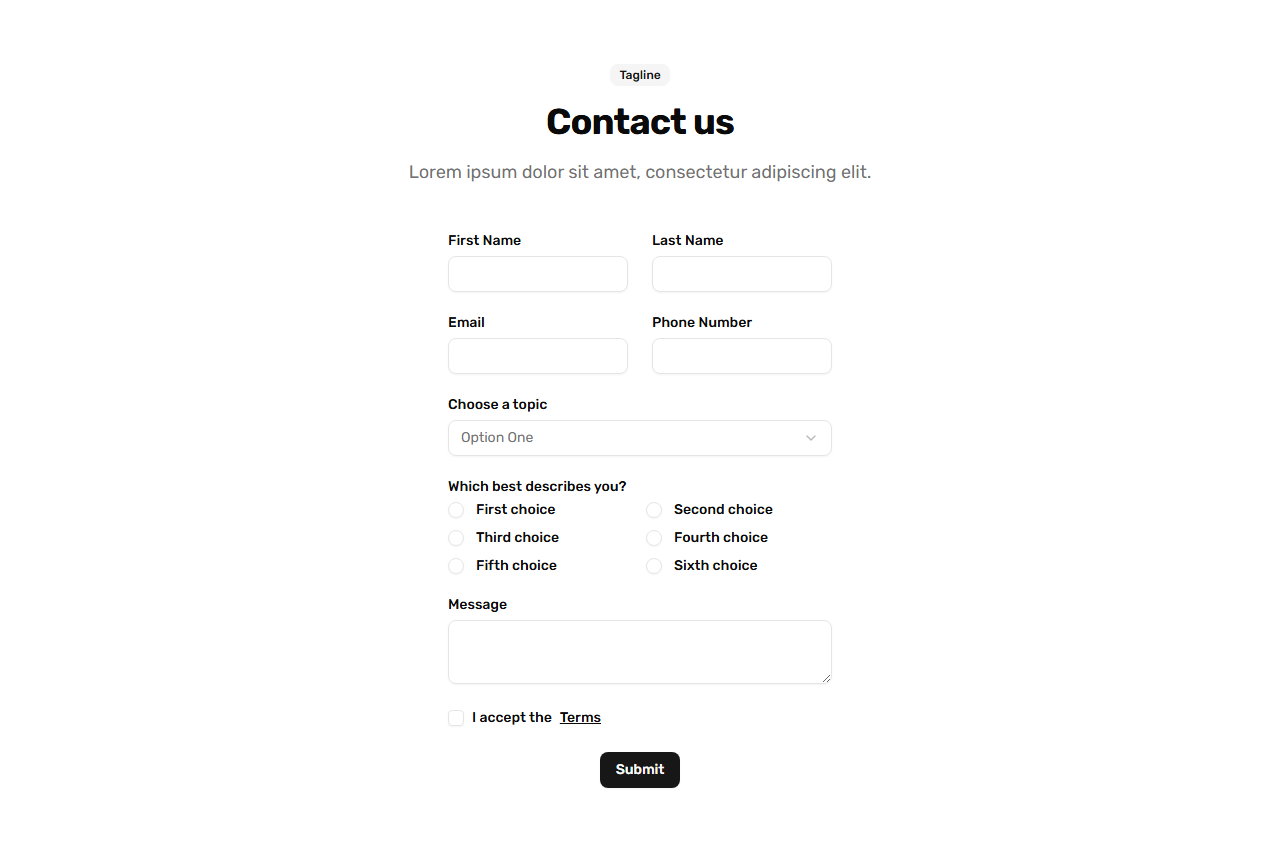 Tagline
Contact us
Lorem ipsum dolor sit amet, consectetur adipiscing elit.
First Name Last Name
Email Phone Number
Choose a topic
Option One
Which best describes you?
First choice Second choice
Third choice Fourth choice
Fifth choice Sixth choice
Message
I accept the Terms
Submit